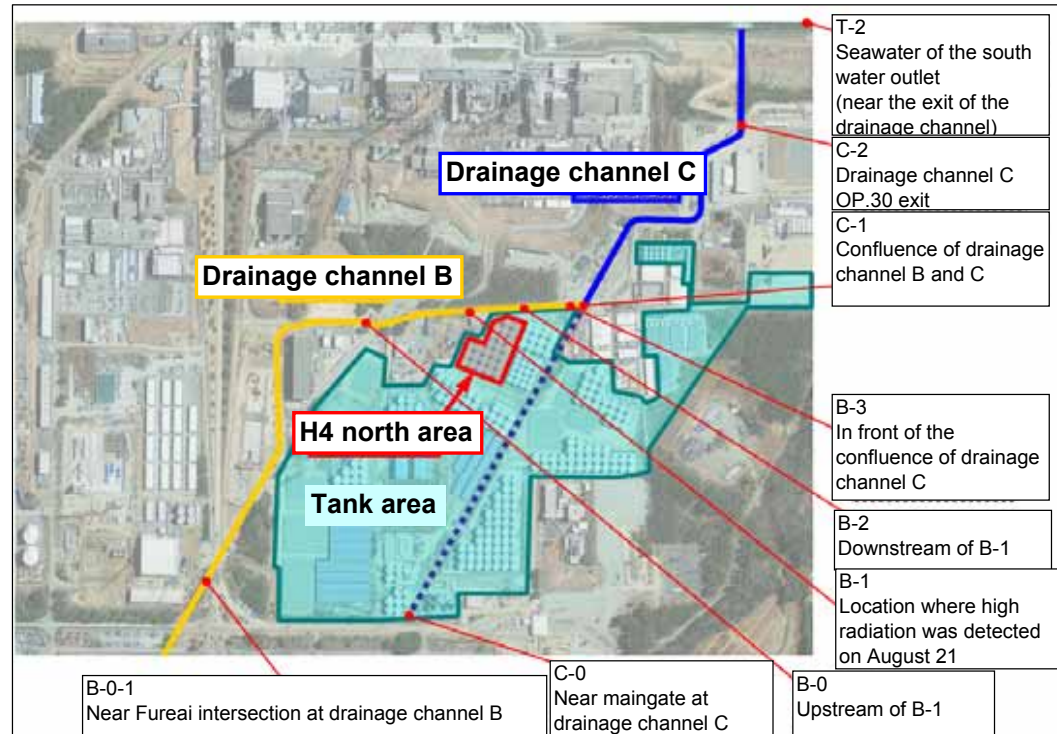 T-2
Seawater of the south
water outlet
(near the exit of the
drainage channel)
C-2
Drainage channel C
OP.30 exit
C-1
Confluence of drainage
channel B and C
Drainage channel C
Drainage channel B
H4 north area
Tank area
B-3
In front of the
confluence of drainage
channel C
B-2
Downstream of B-1
B-1
Location where high
radiation was detected
on August 21
B-0-1
Near Fureai intersection at drainage channel B
C-0
Near maingate at
drainage channel C
B-0
Upstream of B-1